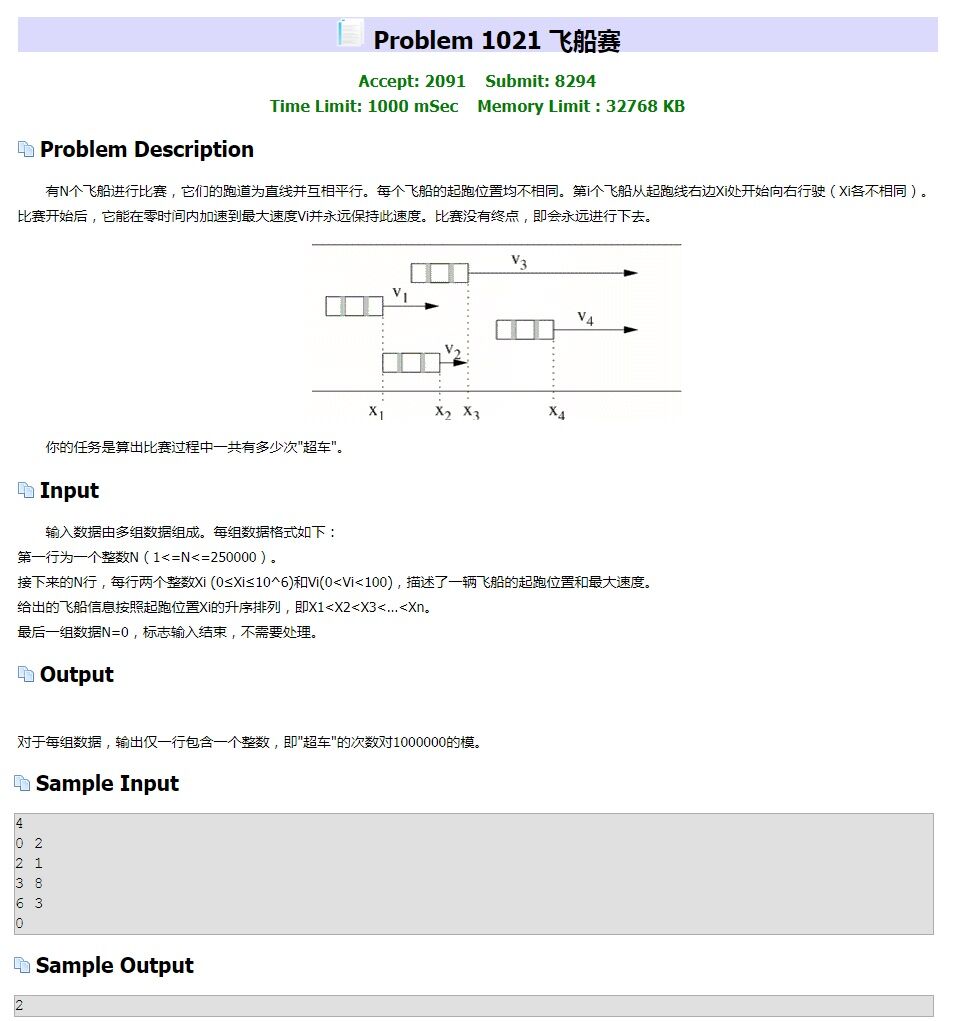 Problem 1021 飞船赛
Accept: 2091 Submit: 8294
Time Limit: 1000 mSec Memory Limit : 32768 KB
Problem Description
有N个飞船进行比赛，它们的跑道为直线并互相平行。每个飞船的起跑位置均不相同。第i个飞船从起跑线右边Xi处开始向右行驶（Xi各不相同）。
比赛开始后，它能在零时间内加速到最大速度Vi并永远保持此速度。比赛没有终点，即会永远进行下去。
v3
v1
v4
v2
x1 x2 x3 x4
你的任务是算出比赛过程中一共有多少次"超车"。
Input
输入数据由多组数据组成。每组数据格式如下：
第一行为一个整数N（1<=N<=250000）。
接下来的N行，每行两个整数Xi (0≤Xi≤10^6)和Vi(0<Vi<100)，描述了一辆飞船的起跑位置和最大速度。
给出的飞船信息按照起跑位置Xi的升序排列，即X1<X2<X3<...<Xn。
最后一组数据N=0，标志输入结束，不需要处理。
Output
对于每组数据，输出仅一行包含一个整数，即"超车"的次数对1000000的模。
Sample Input
4
0 2
2 1
3 8
6 3
0
Sample Output
2